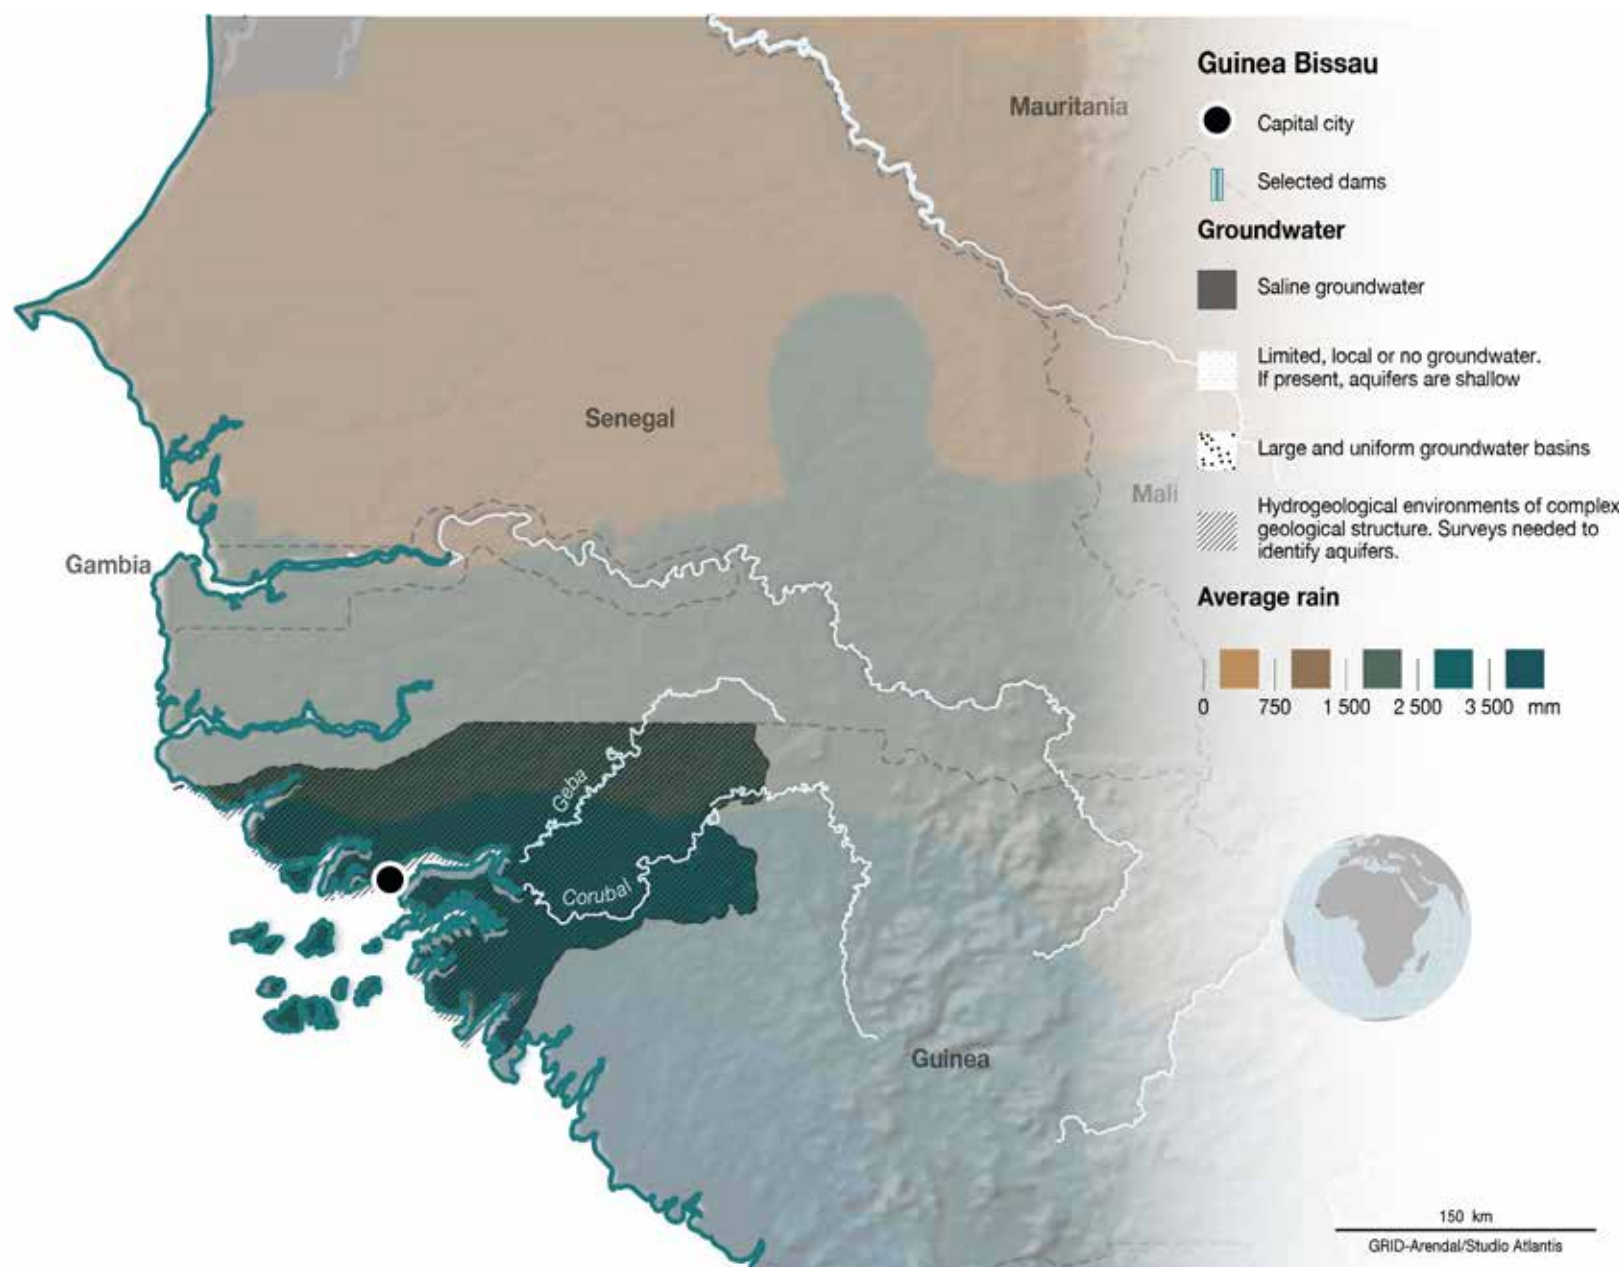 Guinea Bissau
Capital city
Selected dams
Groundwater
Saline groundwater
Limited, local or no groundwater.
If present, aquifers are shallow
Large and uniform groundwater basins
Hydrogeological environments of complex
geological structure. Surveys needed to
identify aquifers.
Average rain
0 750 1 500 2 500 3 500 mm
Mauritania
Senegal
Mali
Gambia
Geba
Corubal
Guinea
150 km
GRID-Arendal/Studio Atlantis